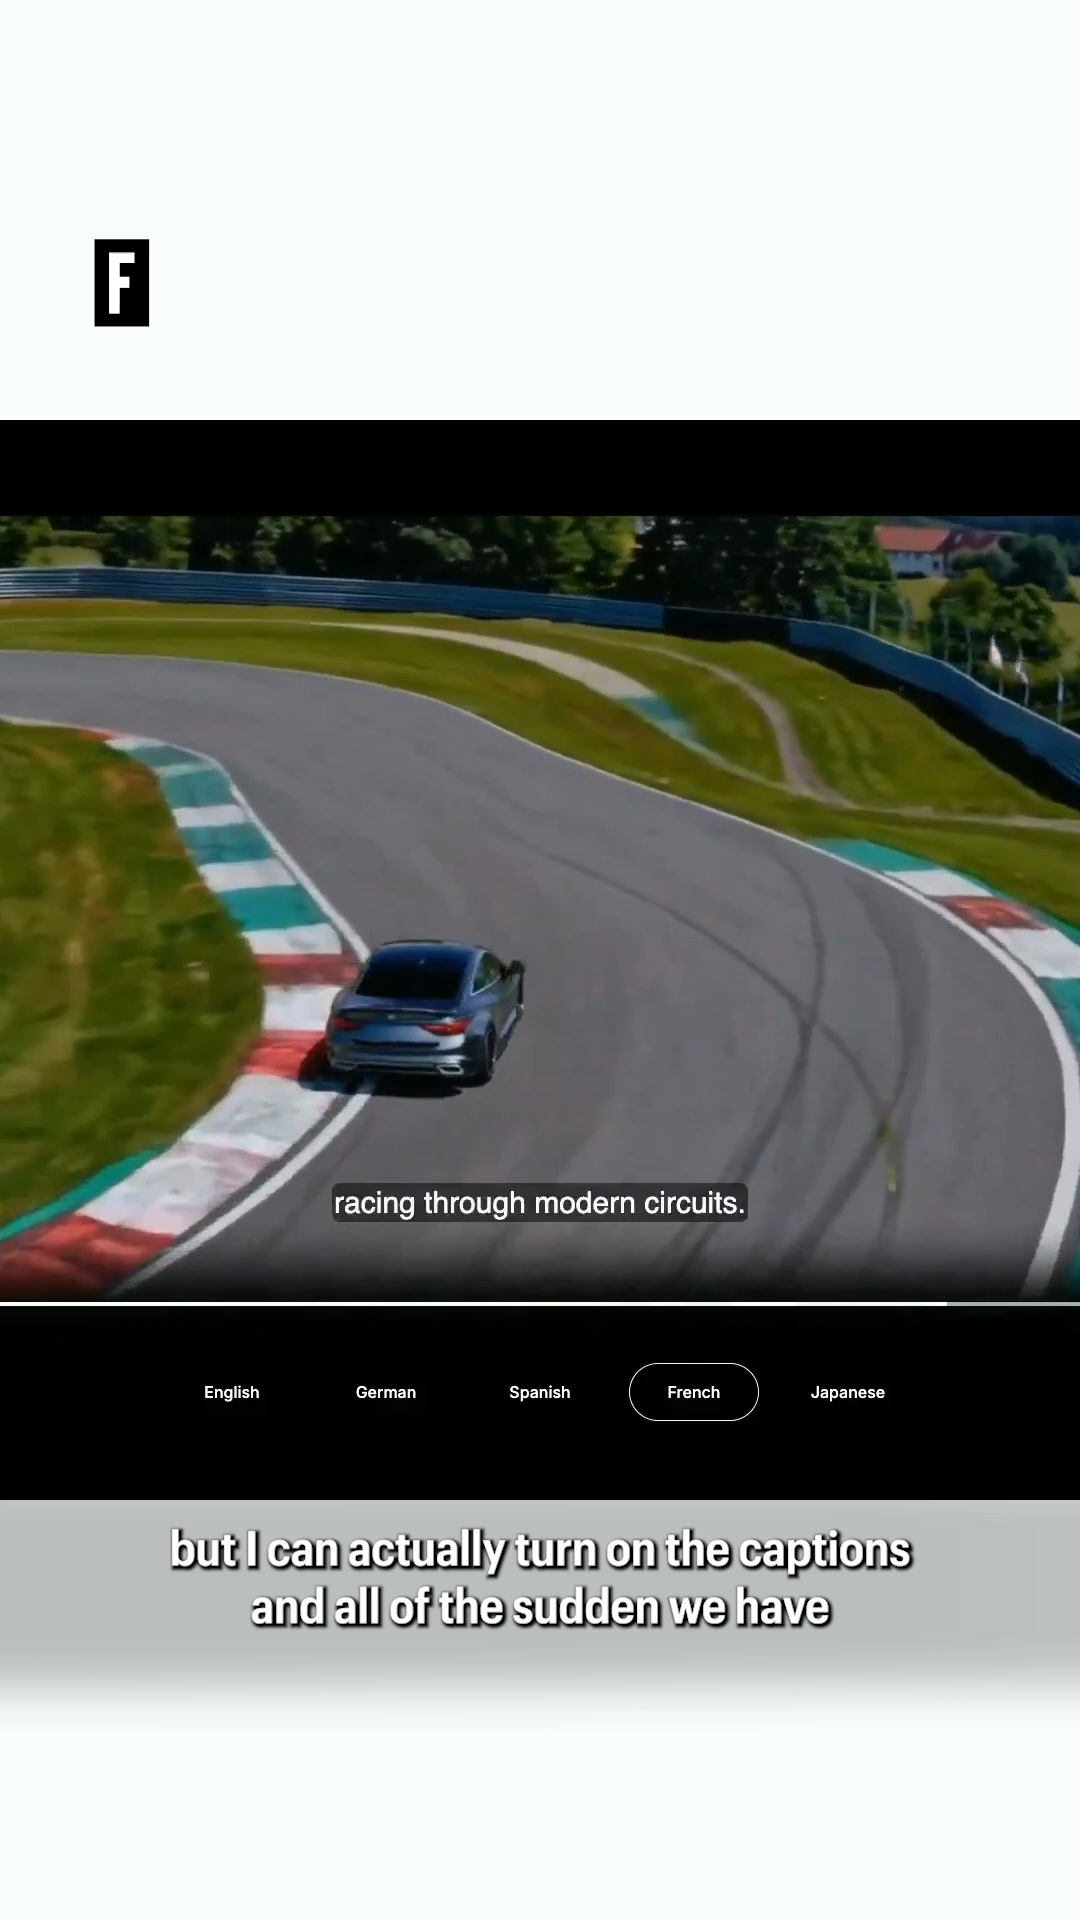 F
racing through modern circuits.
English German Spanish French Japanese
but I can actually turn on the captions
and all of the sudden we have